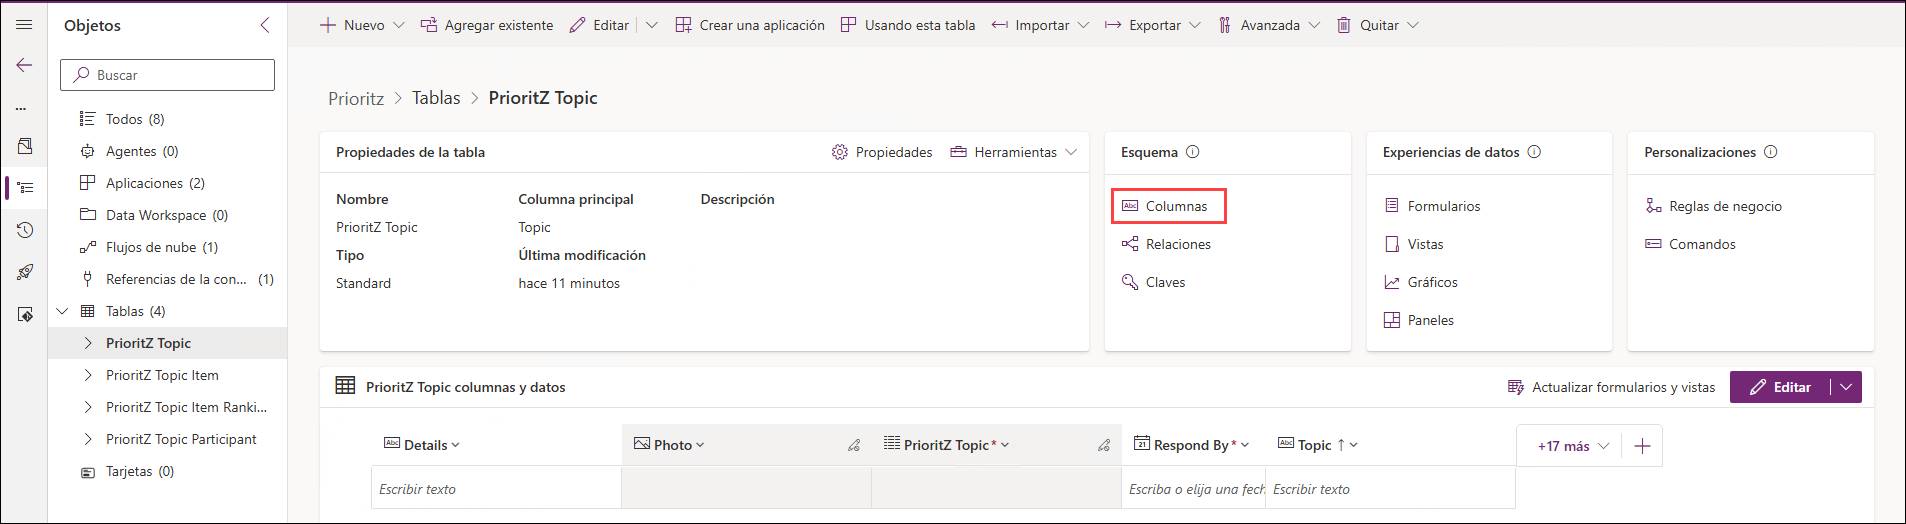 Objetos
Buscar
Todos (8)
Agentes (0)
Aplicaciones (2)
Data Workspace (0)
Flujos de nube (1)
Referencias de la con... (1)
Tablas (4)
PrioritZ Topic
PrioritZ Topic Item
PrioritZ Topic Item Ranki...
PrioritZ Topic Participant
Tarjetas (0)
Nuevo Agregar existente Editar Crear una aplicación Usando esta tabla Importar Exportar Avanzada Quitar
Prioritz > Tablas > PrioritZ Topic
Propiedades de la tabla Propiedades Herramientas
Nombre Columna principal Descripción
PrioritZ Topic Topic
Tipo Última modificación
Standard hace 11 minutos
Esquema
Columnas
Relaciones
Claves
Experiencias de datos
Formularios
Vistas
Gráficos
Paneles
Personalizaciones
Reglas de negocio
Comandos
PrioritZ Topic columnas y datos Actualizar formularios y vistas Editar
Abc Details Photo PrioritZ Topic * 21 Respond By * Abc Topic ↑ +17 más
Escribir texto Escriba o elija una fech Escribir texto